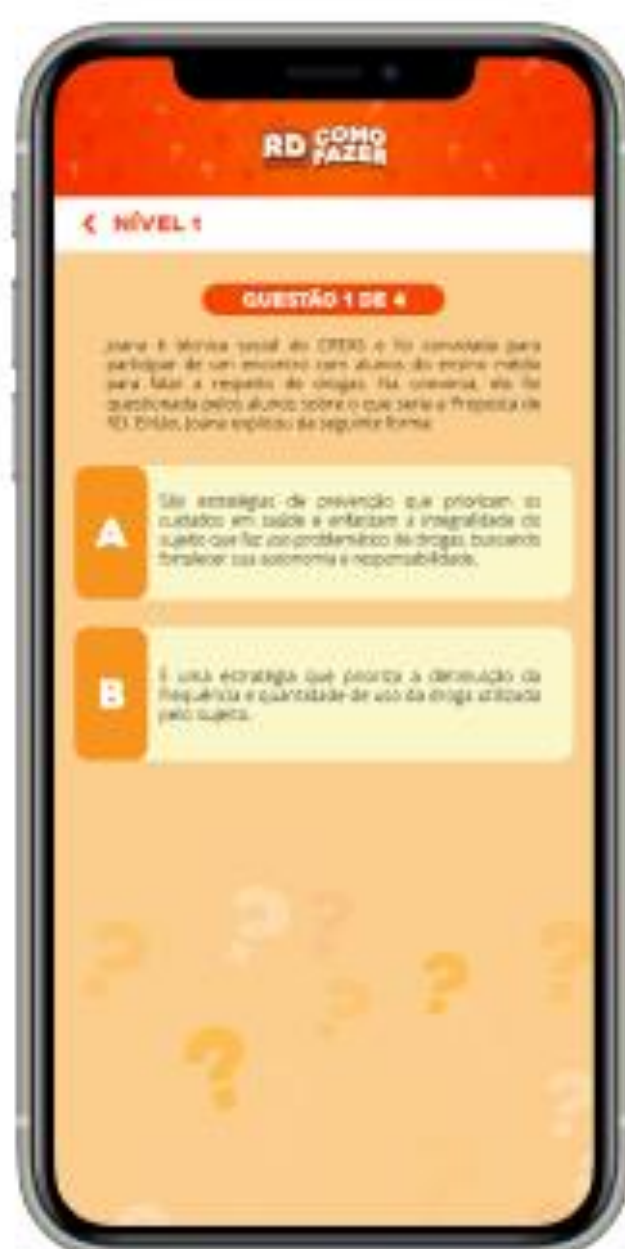 RD COMO
FAZER
NÍVEL 1
QUESTÃO 1 DE 4
Joana é técnica social do CREAS e foi convidada para
participar de um encontro com alunos do ensino médio
para falar a respeito de drogas. Na conversa, ela foi
questionada pelos alunos sobre o que seria a Proposta de
RD. Então, Joana explicou da seguinte forma:
A
São estratégias de prevenção que priorizam os
cuidados em saúde e enfatizam a integralidade do
sujeito que faz uso problemático de drogas, buscando
fortalecer sua autonomia e responsabilidade.
B
É uma estratégia que prioriza a diminuição da
frequência e quantidade de uso da droga utilizada
pelo sujeito.